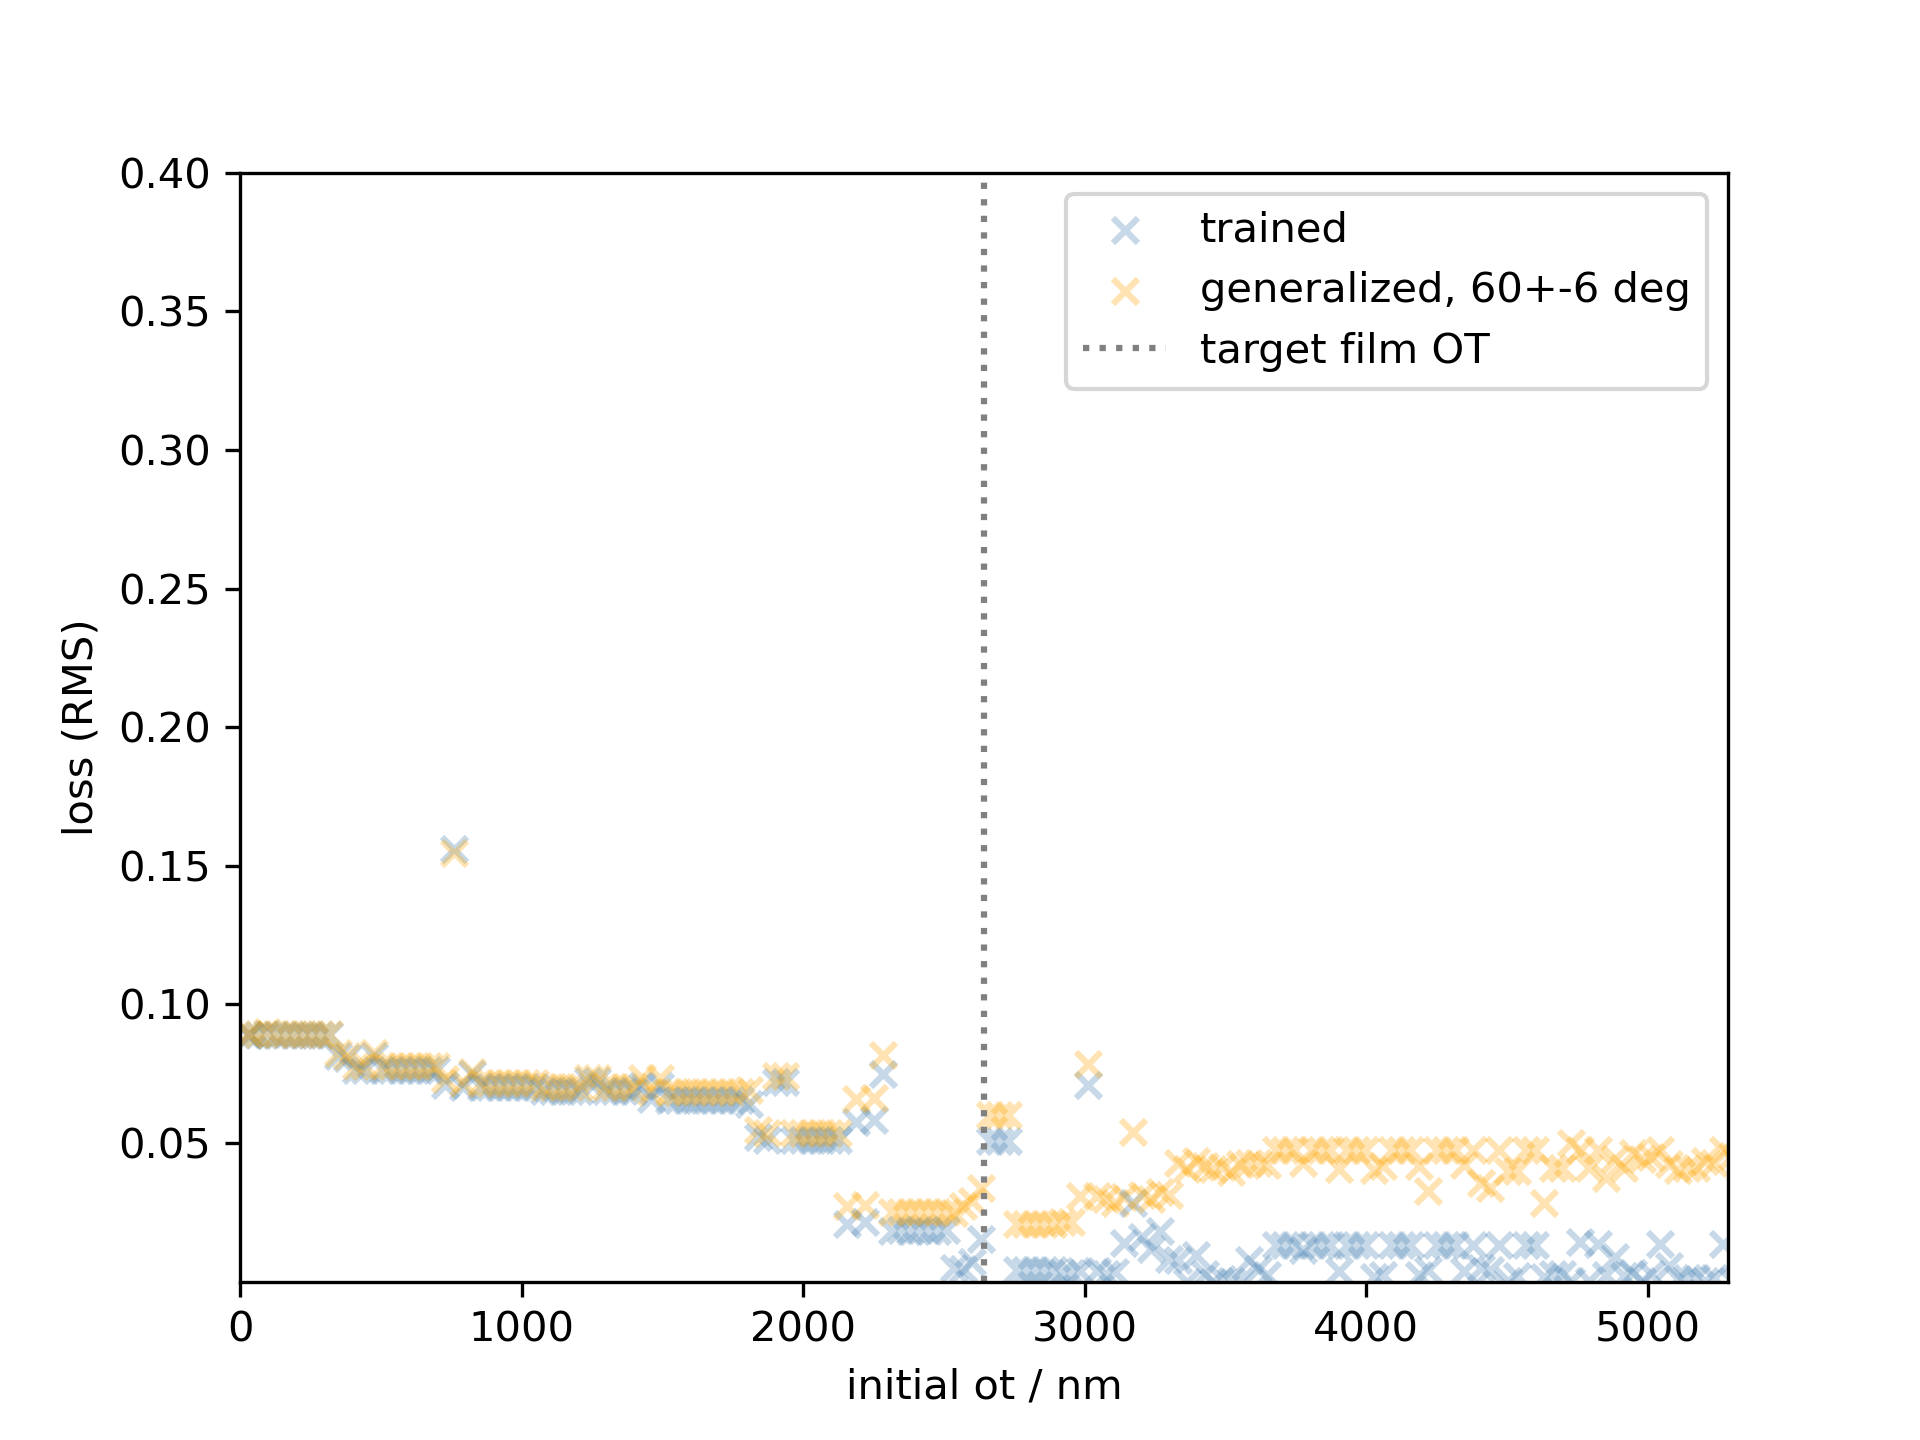 0.40
0.35
0.30
0.25
0.20
0.15
0.10
0.05
loss (RMS)
trained
generalized, 60+-6 deg
target film OT
0 1000 2000 3000 4000 5000
initial ot / nm